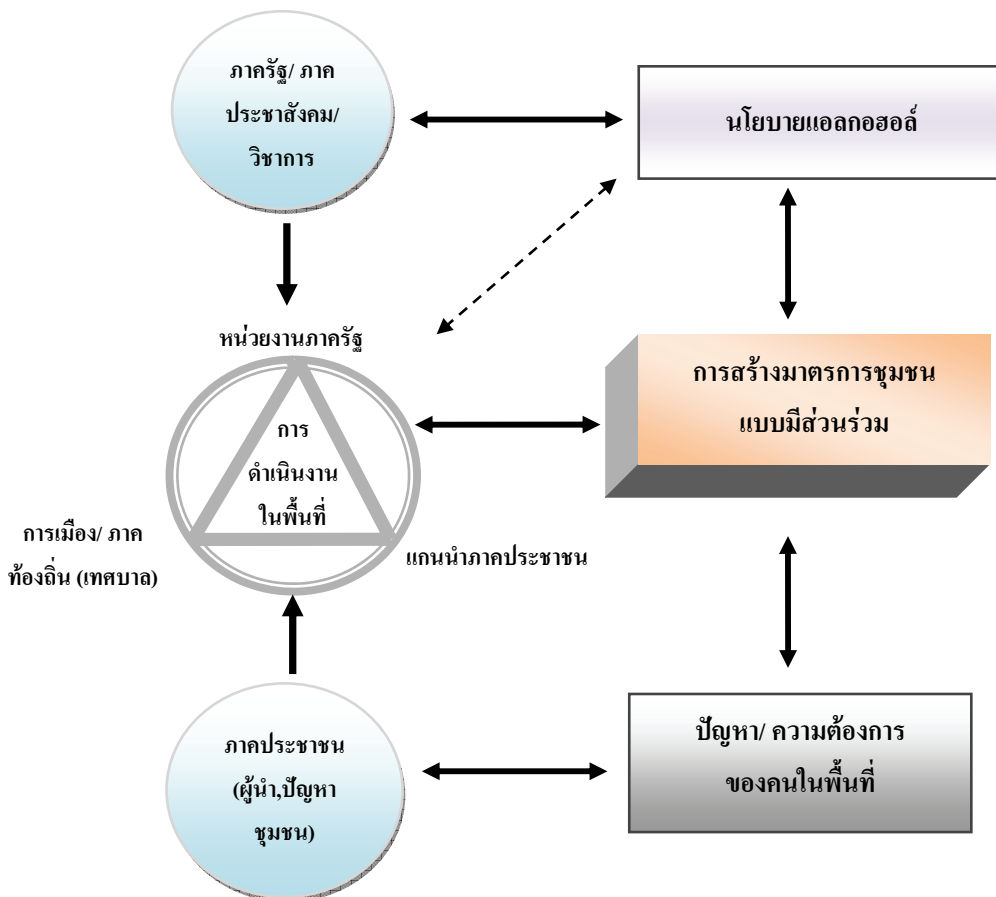 ภาครัฐ/ ภาค
ประชาสังคม/
วิชาการ
นโยบายแอลกอฮอล์
หน่วยงานภาครัฐ
การสร้างมาตรการชุมชน
แบบมีส่วนร่วม
การ
ดำเนินงาน
ในพื้นที่
การเมือง/ ภาค
ท้องถิ่น (เทศบาล)
แกนนำภาคประชาชน
ภาคประชาชน
(ผู้นำ,ปัญหา
ชุมชน)
ปัญหา/ ความต้องการ
ของคนในพื้นที่